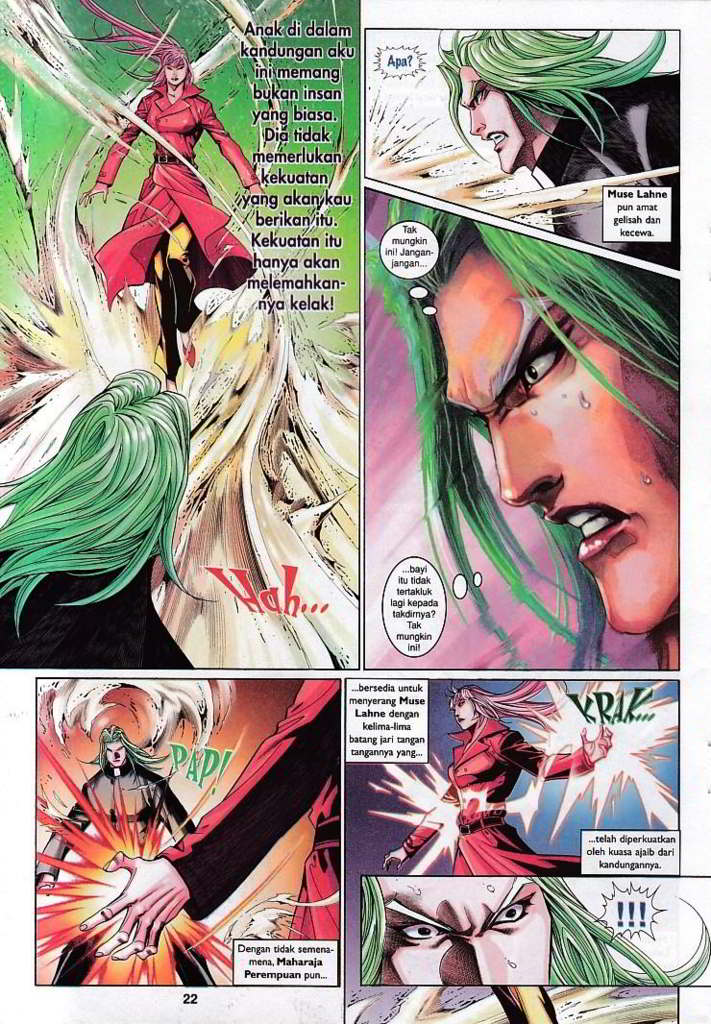 Anak di dalam
kandungan aku
ini memang
bukan insan
yang biasa.
Dia tidak
memerlukan
kekuatan
yang akan kau
berikan itu.
Kekuatan itu
hanya akan
melemahkan-
nya kelak!
Hah...
Apa?
Muse Lahne
pun amat
gelisah dan
kecewa.
Tak
mungkin
ini! Jangan-
jangan...
...bayi
itu tidak
tertakluk
lagi kepada
takdirnya?
Tak
mungkin
ini!
PAP!
Dengan tidak semena-
mena, Maharaja
Perempuan pun...
...bersedia untuk
menyerang Muse
Lahne dengan
kelima-lima
batang jari tangan
tangannya yang...
KRAK...
...telah diperkuatkan
oleh kuasa ajaib dari
kandungannya.
!!!
22